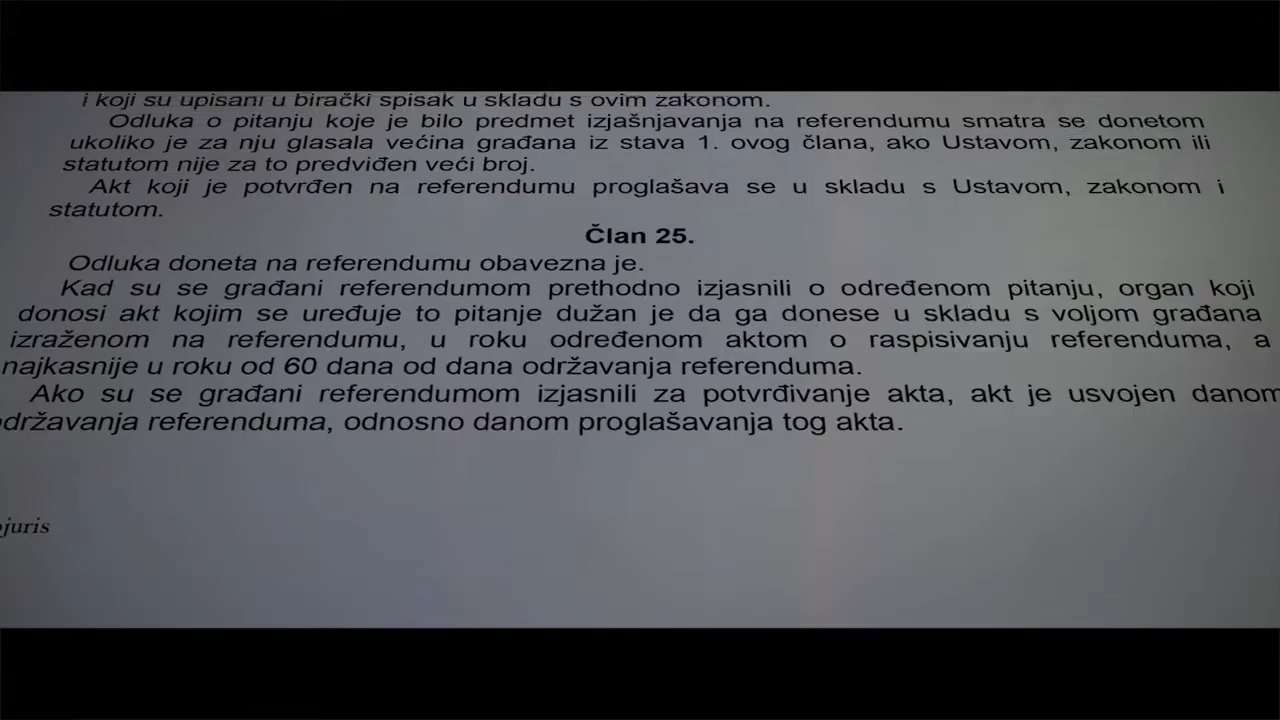 i koji su upisani u birački spisak u skladu s ovim zakonom.
Odluka o pitanju koje je bilo predmet izjašnjavanja na referendumu smatra se donetom
ukoliko je za nju glasala većina građana iz stava 1. ovog člana, ako Ustavom, zakonom ili
statutom nije za to predviđen veći broj.
Akt koji je potvrđen na referendumu proglašava se u skladu s Ustavom, zakonom i
statutom.
Član 25.
Odluka doneta na referendumu obavezna je.
Kad su se građani referendumom prethodno izjasnili o određenom pitanju, organ koji
donosi akt kojim se uređuje to pitanje dužan je da ga donese u skladu s voljom građana
izraženom na referendumu, u roku određenom aktom o raspisivanju referenduma, a
najkasnije u roku od 60 dana od dana održavanja referenduma.
Ako su se građani referendumom izjasnili za potvrđivanje akta, akt je usvojen danom
održavanja referenduma, odnosno danom proglašavanja tog akta.
ojuris